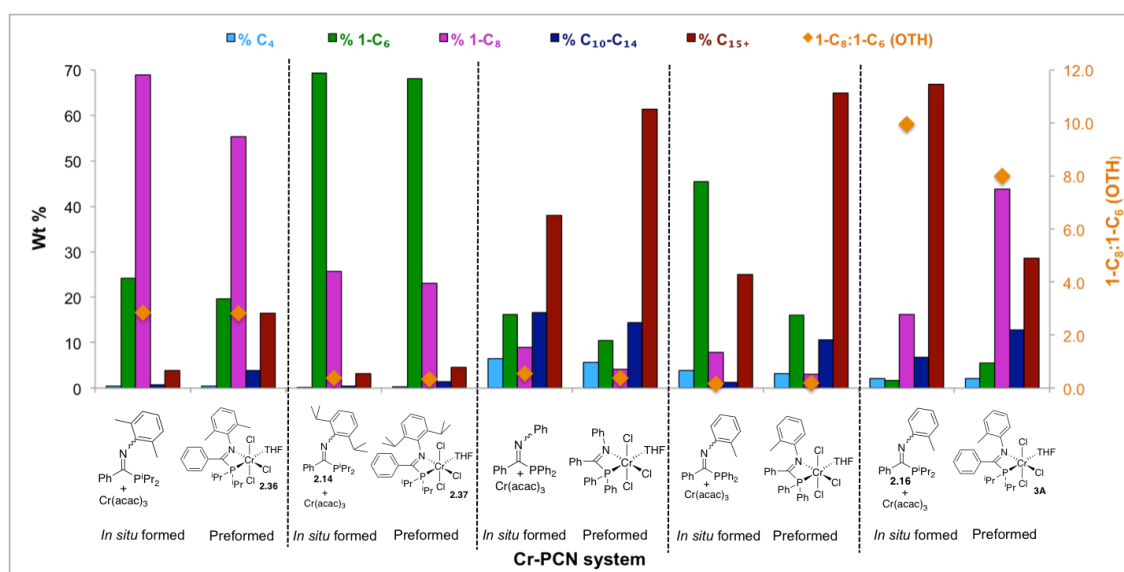 % C₄ % 1-C₆ % 1-C₈ % C₁₀-C₁₄ % C₁₅₊ 1-C₈:1-C₆ (OTH)
70 12.0
60 10.0
50 8.0
40 6.0
30 4.0
20 2.0
10 0.0
0
Wt %
1-C₈:1-C₆ (OTH)
N Ph PⁱPr₂
+
Cr(acac)₃
N Cl THF Cr P Cl Cl ⁱPr ⁱPr 2.36
N Ph PⁱPr₂
2.14
+
Cr(acac)₃
N Cl THF Cr P Cl Cl ⁱPr ⁱPr 2.37
Ph N Ph PPh₂
+
Cr(acac)₃
Ph N Cl THF Cr Ph P Cl Cl Ph Ph
N Ph PPh₂
+
Cr(acac)₃
N Cl THF Cr Ph P Cl Cl Ph Ph
N Ph PⁱPr₂
2.16
+
Cr(acac)₃
N Cl THF Cr P Cl Cl ⁱPr ⁱPr 3A
In situ formed Preformed In situ formed Preformed In situ formed Preformed In situ formed Preformed In situ formed Preformed
Cr-PCN system